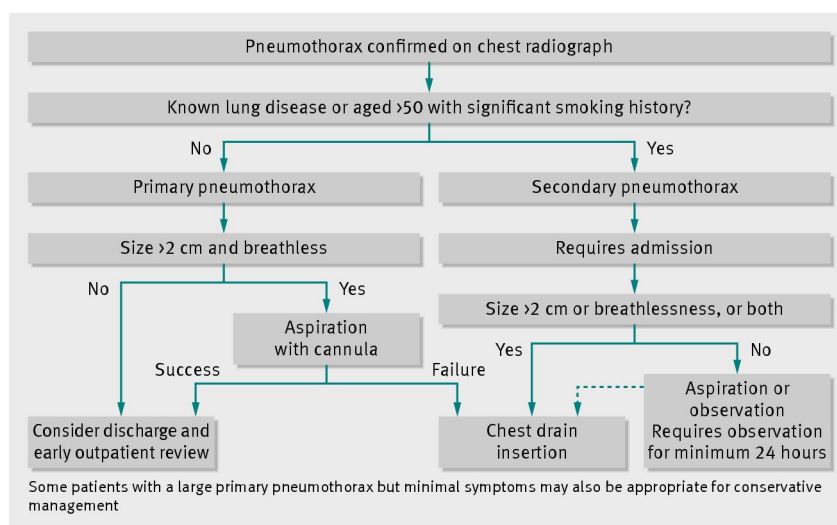 Pneumothorax confirmed on chest radiograph
Known lung disease or aged >50 with significant smoking history?
No
Yes
Primary pneumothorax
Secondary pneumothorax
Size >2 cm and breathless
Requires admission
No
Yes
Size >2 cm or breathlessness, or both
Aspiration
with cannula
Yes
No
Success
Failure
Aspiration or
observation
Requires observation
for minimum 24 hours
Consider discharge and
early outpatient review
Chest drain
insertion
Some patients with a large primary pneumothorax but minimal symptoms may also be appropriate for conservative
management